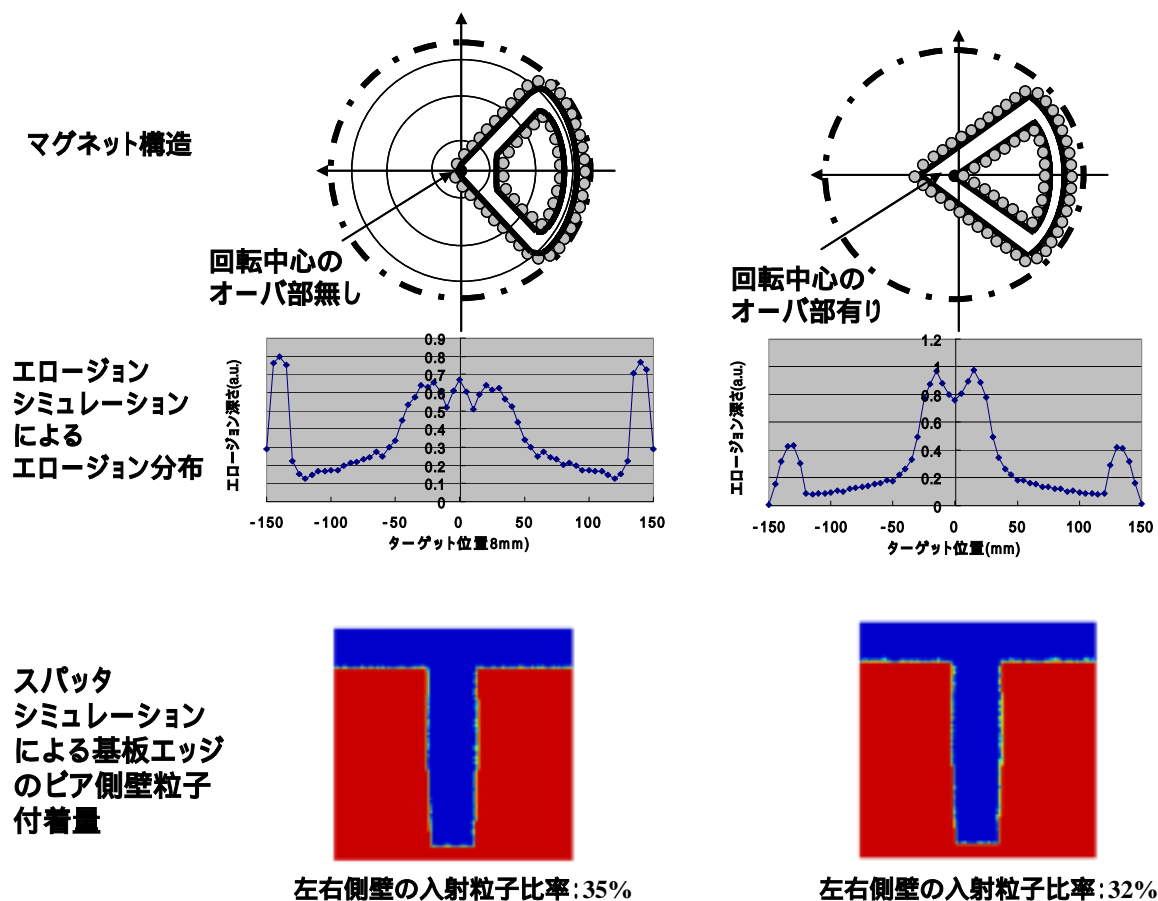 マグネット構造
回転中心の
オーバ部無し
回転中心の
オーバ部有り
エロージョン
シミュレーション
による
エロージョン分布
エロージョン深さ(a.u.)
0.9
0.8
0.7
0.6
0.5
0.4
0.3
0.2
0.1
0
-150 -100 -50 0 50 100 150
ターゲット位置8mm)
エロージョン深さ(a.u.)
1.2
1
0.8
0.6
0.4
0.2
0
-150 -100 -50 0 50 100 150
ターゲット位置(mm)
スパッタ
シミュレーション
による基板エッジ
のビア側壁粒子
付着量
左右側壁の入射粒子比率:35%
左右側壁の入射粒子比率:32%